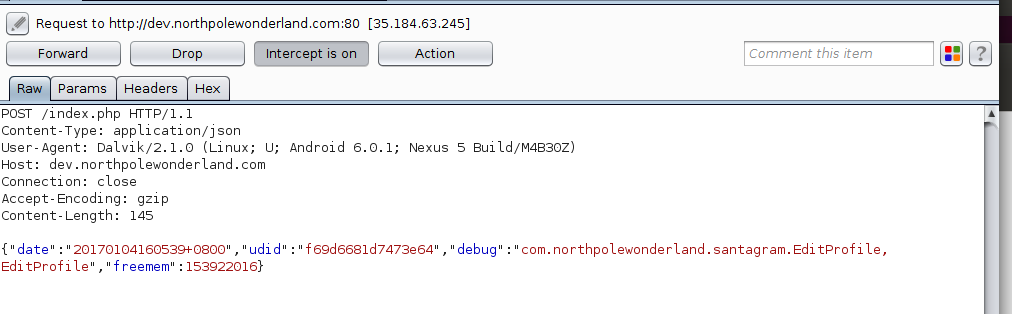 Request to http://dev.northpolewonderland.com:80 [35.184.63.245]
Forward Drop Intercept is on Action Comment this item ?
Raw Params Headers Hex
POST /index.php HTTP/1.1
Content-Type: application/json
User-Agent: Dalvik/2.1.0 (Linux; U; Android 6.0.1; Nexus 5 Build/M4B30Z)
Host: dev.northpolewonderland.com
Connection: close
Accept-Encoding: gzip
Content-Length: 145

{"date":"20170104160539+0800","udid":"f69d6681d7473e64","debug":"com.northpolewonderland.santagram.EditProfile,
EditProfile","freemem":153922016}